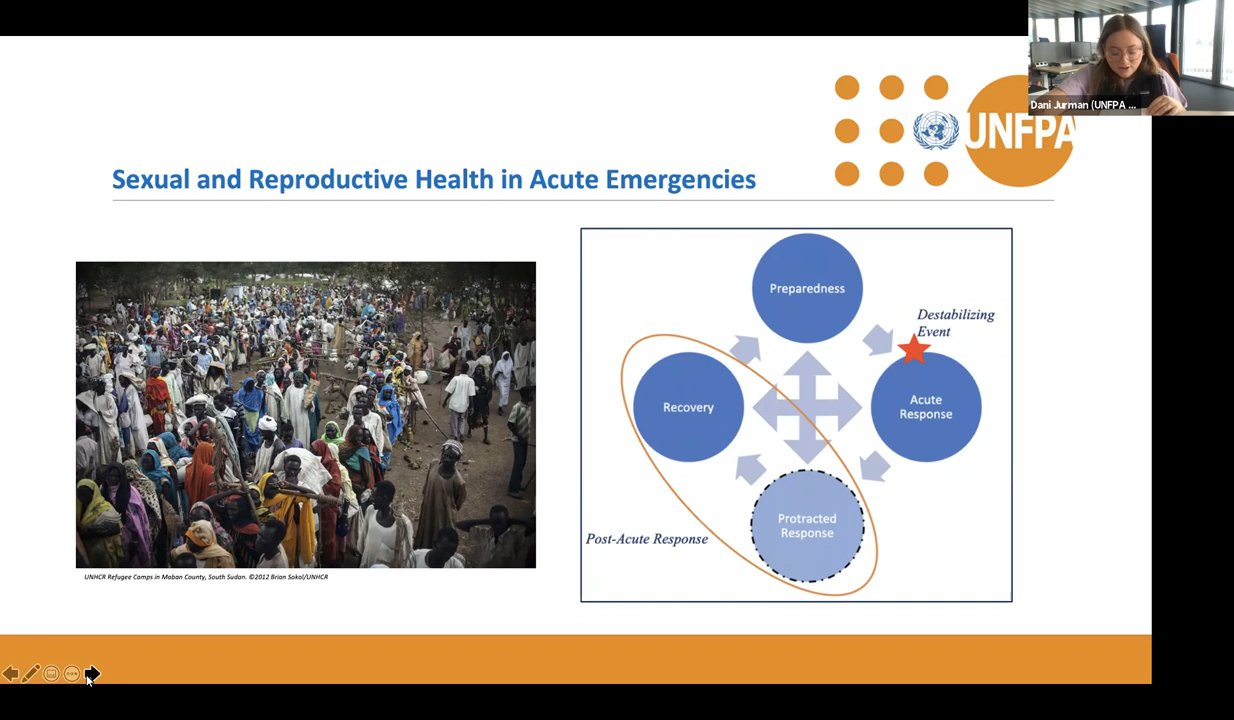 Dani Jurman (UNFPA ...
UNFPA
Sexual and Reproductive Health in Acute Emergencies
Preparedness
Destabilizing
Event
Recovery
Acute
Response
Protracted
Response
Post-Acute Response
UNHCR Refugee Camps in Maban County, South Sudan. ©2012 Brian Sokol/UNHCR